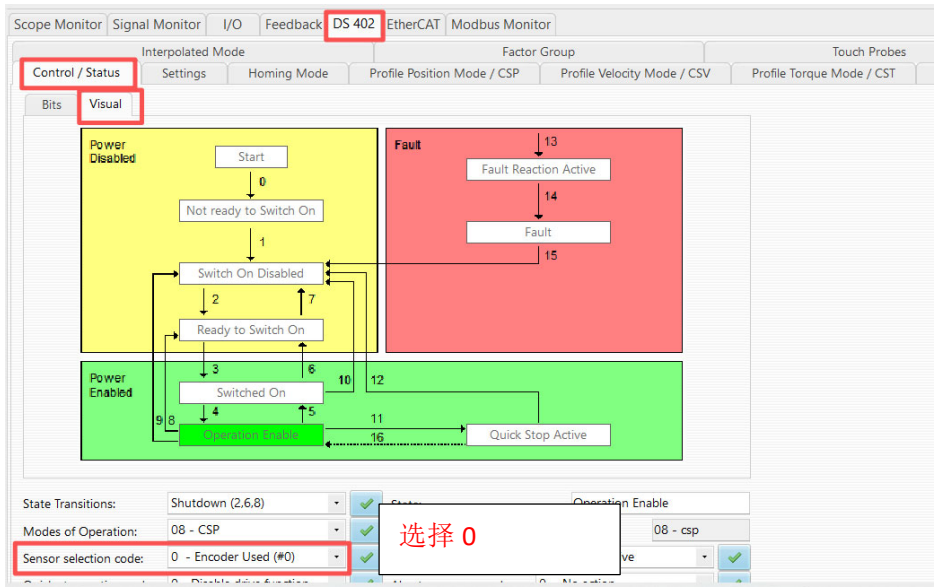 Scope Monitor Signal Monitor I/O Feedback DS 402 EtherCAT Modbus Monitor
Interpolated Mode Factor Group Touch Probes
Control / Status Settings Homing Mode Profile Position Mode / CSP Profile Velocity Mode / CSV Profile Torque Mode / CST
Bits Visual
Power
Disabled
Start
0
Not ready to Switch On
1
Switch On Disabled
2 7
Ready to Switch On
Fault
13
Fault Reaction Active
14
Fault
15
Power
Enabled
3 6 10 12
Switched On
4 5
9 8 11
Operation Enable 16 Quick Stop Active
State Transitions: Shutdown (2,6,8) Operation Enable
Modes of Operation: 08 - CSP 08 - csp
Sensor selection code: 0 - Encoder Used (#0)
选择 0
0 - Disable drive function 0 - No action